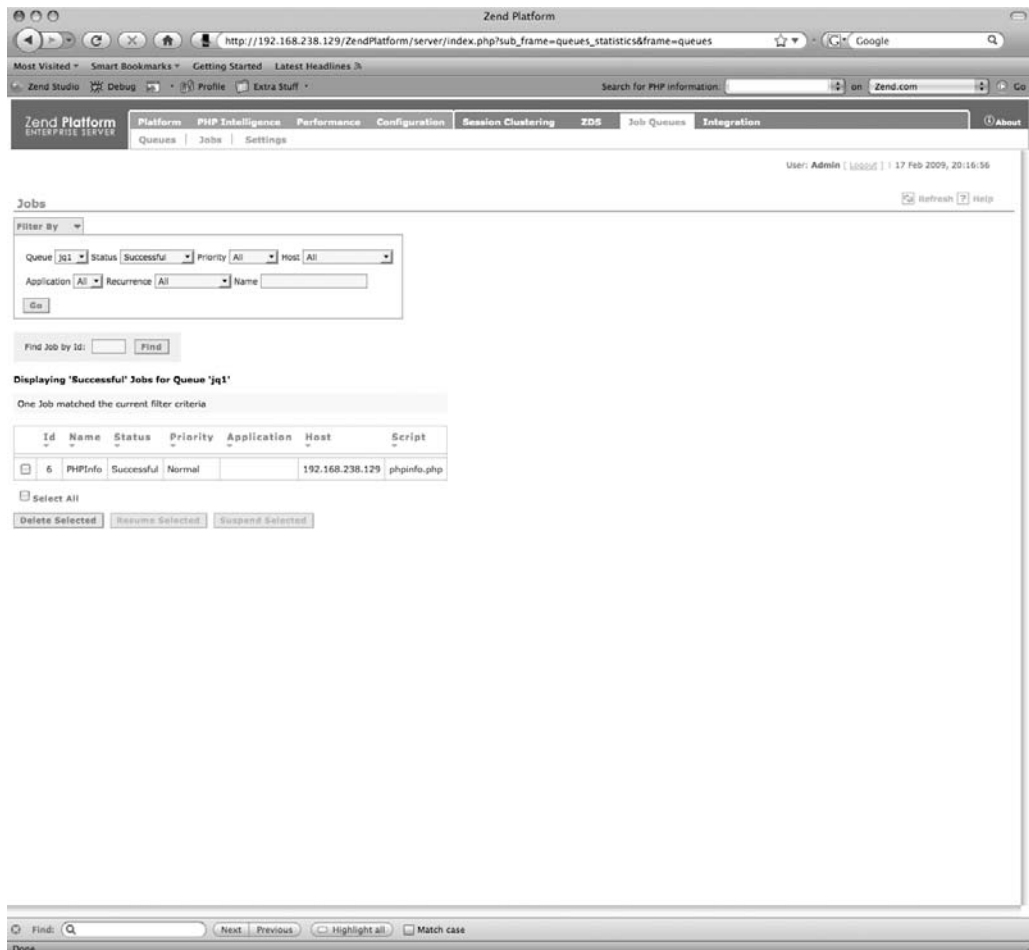 Zend Platform
http://192.168.238.129/ZendPlatform/server/index.php?sub_frame=queues_statistics&frame=queues
Google
Most Visited Smart Bookmarks Getting Started Latest Headlines
Zend Studio Debug Profile Extra Stuff Search for PHP information: on Zend.com Go
Zend Platform Platform PHP Intelligence Performance Configuration Session Clustering ZDS Job Queues Integration About
ENTERPRISE SERVER
Queues | Jobs | Settings
User: Admin [ Logout ] | 17 Feb 2009, 20:16:56
Jobs Refresh ? Help
Filter By
Queue jq1 Status Successful Priority All Host All
Application All Recurrence All Name
Go
Find Job by Id: Find
Displaying 'Successful' Jobs for Queue 'jq1'
One Job matched the current filter criteria
Id Name Status Priority Application Host Script
6 PHPInfo Successful Normal 192.168.238.129 phpinfo.php
Select All
Delete Selected Resume Selected Suspend Selected
Find: Next Previous Highlight all Match case
Done